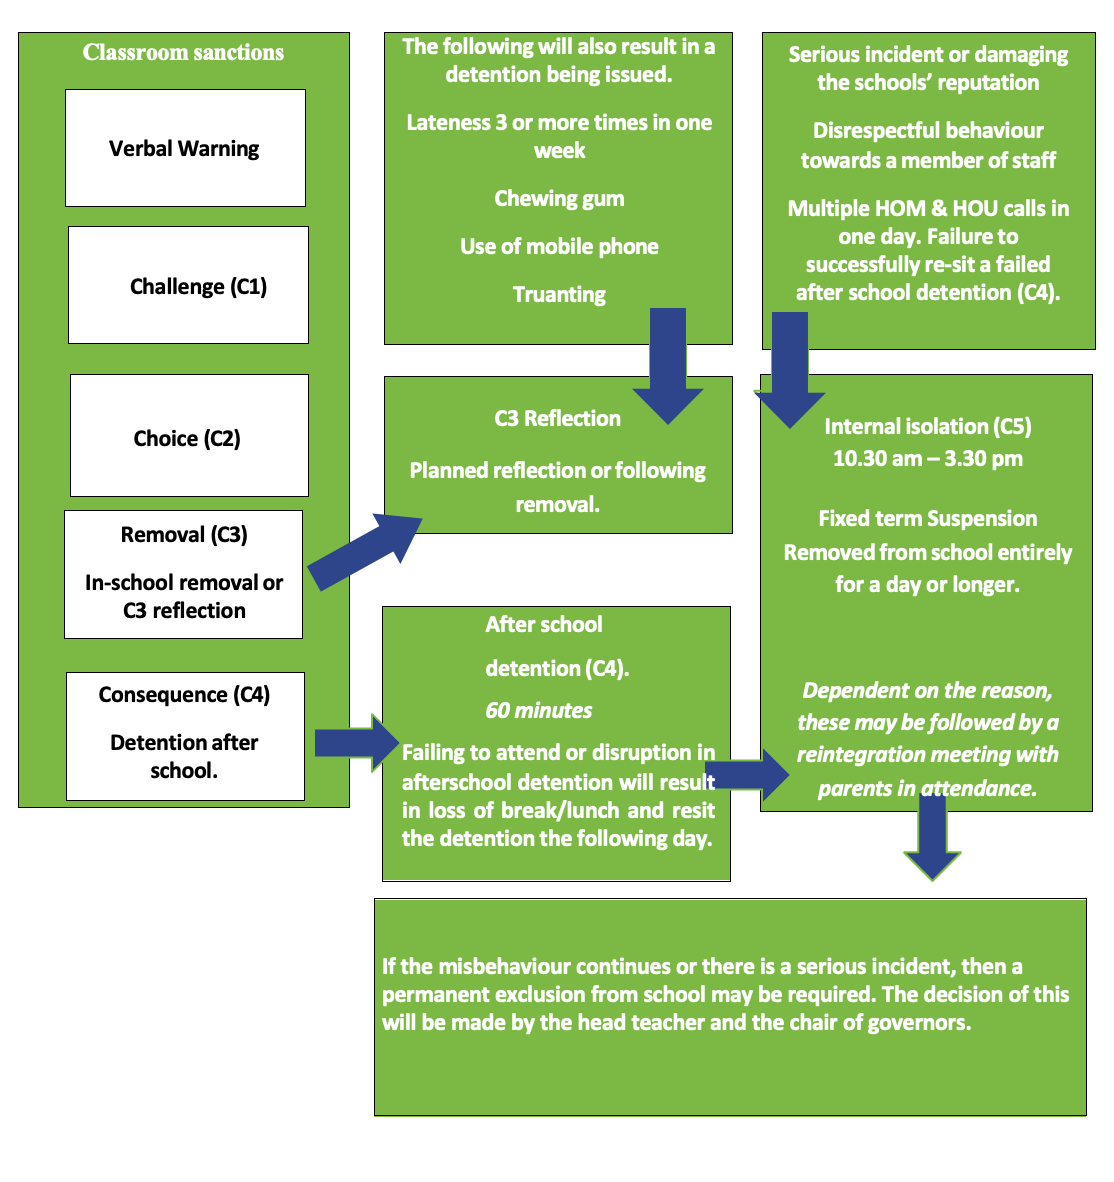 Classroom sanctions
Verbal Warning
Challenge (C1)
Choice (C2)
Removal (C3)
In-school removal or
C3 reflection
Consequence (C4)
Detention after
school.
The following will also result in a
detention being issued.
Lateness 3 or more times in one
week
Chewing gum
Use of mobile phone
Truanting
C3 Reflection
Planned reflection or following
removal.
After school
detention (C4).
60 minutes
Failing to attend or disruption in
afterschool detention will result
in loss of break/lunch and resit
the detention the following day.
Serious incident or damaging
the schools’ reputation
Disrespectful behaviour
towards a member of staff
Multiple HOM & HOU calls in
one day. Failure to
successfully re-sit a failed
after school detention (C4).
Internal isolation (C5)
10.30 am – 3.30 pm
Fixed term Suspension
Removed from school entirely
for a day or longer.
Dependent on the reason,
these may be followed by a
reintegration meeting with
parents in attendance.
If the misbehaviour continues or there is a serious incident, then a
permanent exclusion from school may be required. The decision of this
will be made by the head teacher and the chair of governors.